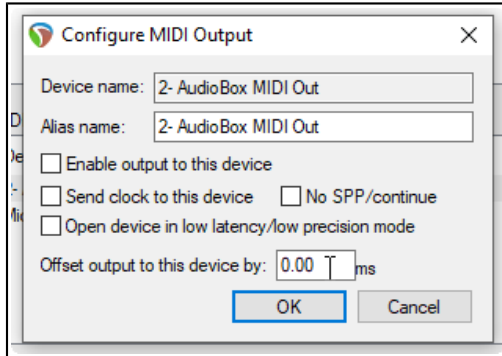 Configure MIDI Output
Device name: 2- AudioBox MIDI Out
Alias name: 2- AudioBox MIDI Out
Enable output to this device
Send clock to this device No SPP/continue
Open device in low latency/low precision mode
Offset output to this device by: 0.00 ms
OK Cancel